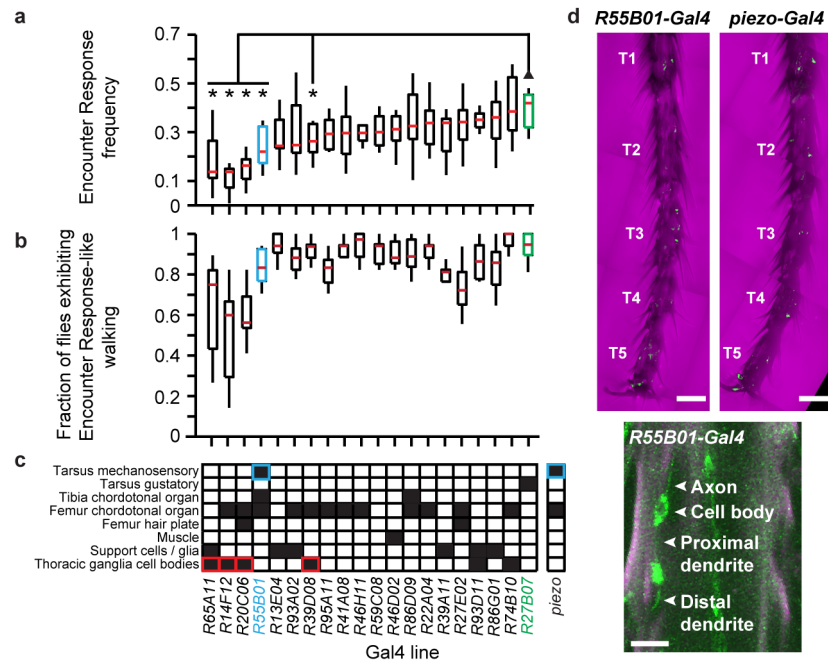 a
Encounter Response
frequency
0.7
0.5
0.3
0.1
0
* * * * *
b
Fraction of flies exhibiting
Encounter Response-like
walking
1
0.8
0.6
0.4
0.2
0
c
Tarsus mechanosensory
Tarsus gustatory
Tibia chordotonal organ
Femur chordotonal organ
Femur hair plate
Muscle
Support cells / glia
Thoracic ganglia cell bodies
R65A11
R14F12
R20C06
R55B01
R13E04
R93A02
R39D08
R95A11
R41A08
R46H11
R59C08
R46D02
R86D09
R22A04
R39A11
R27E02
R93D11
R86G01
R74B10
R27B07
piezo
Gal4 line
d
R55B01-Gal4
piezo-Gal4
T1
T2
T3
T4
T5
T1
T2
T3
T4
T5
R55B01-Gal4
Axon
Cell body
Proximal
dendrite
Distal
dendrite